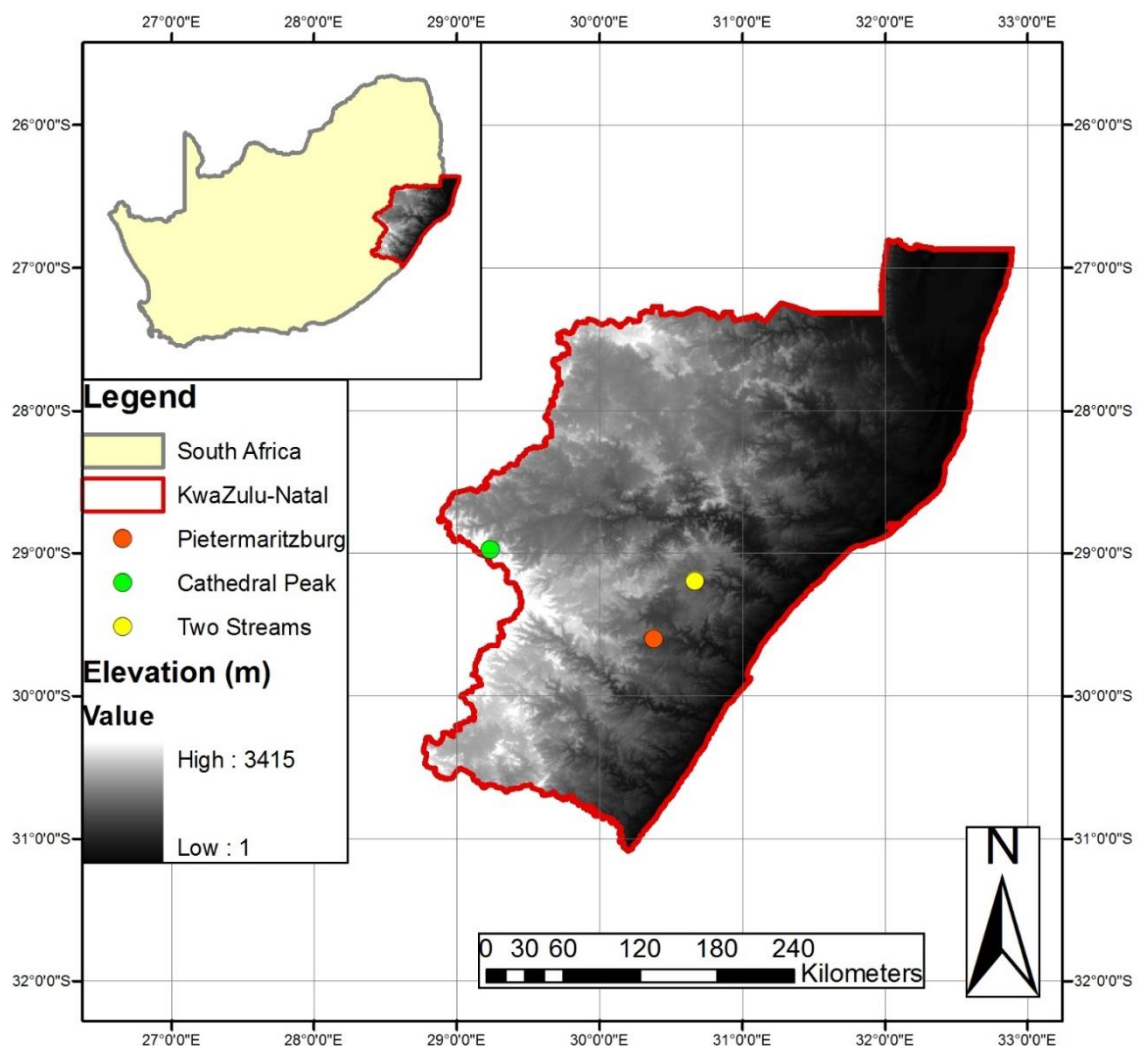 27°0'0"E 28°0'0"E 29°0'0"E 30°0'0"E 31°0'0"E 32°0'0"E 33°0'0"E
26°0'0"S 26°0'0"S
27°0'0"S 27°0'0"S
Legend
28°0'0"S 28°0'0"S
South Africa
KwaZulu-Natal
Pietermaritzburg
29°0'0"S 29°0'0"S
Cathedral Peak
Two Streams
Elevation (m)
30°0'0"S 30°0'0"S
Value
High : 3415
Low : 1
31°0'0"S 31°0'0"S
N
0 30 60 120 180 240
Kilometers
32°0'0"S 32°0'0"S
27°0'0"E 28°0'0"E 29°0'0"E 30°0'0"E 31°0'0"E 32°0'0"E 33°0'0"E